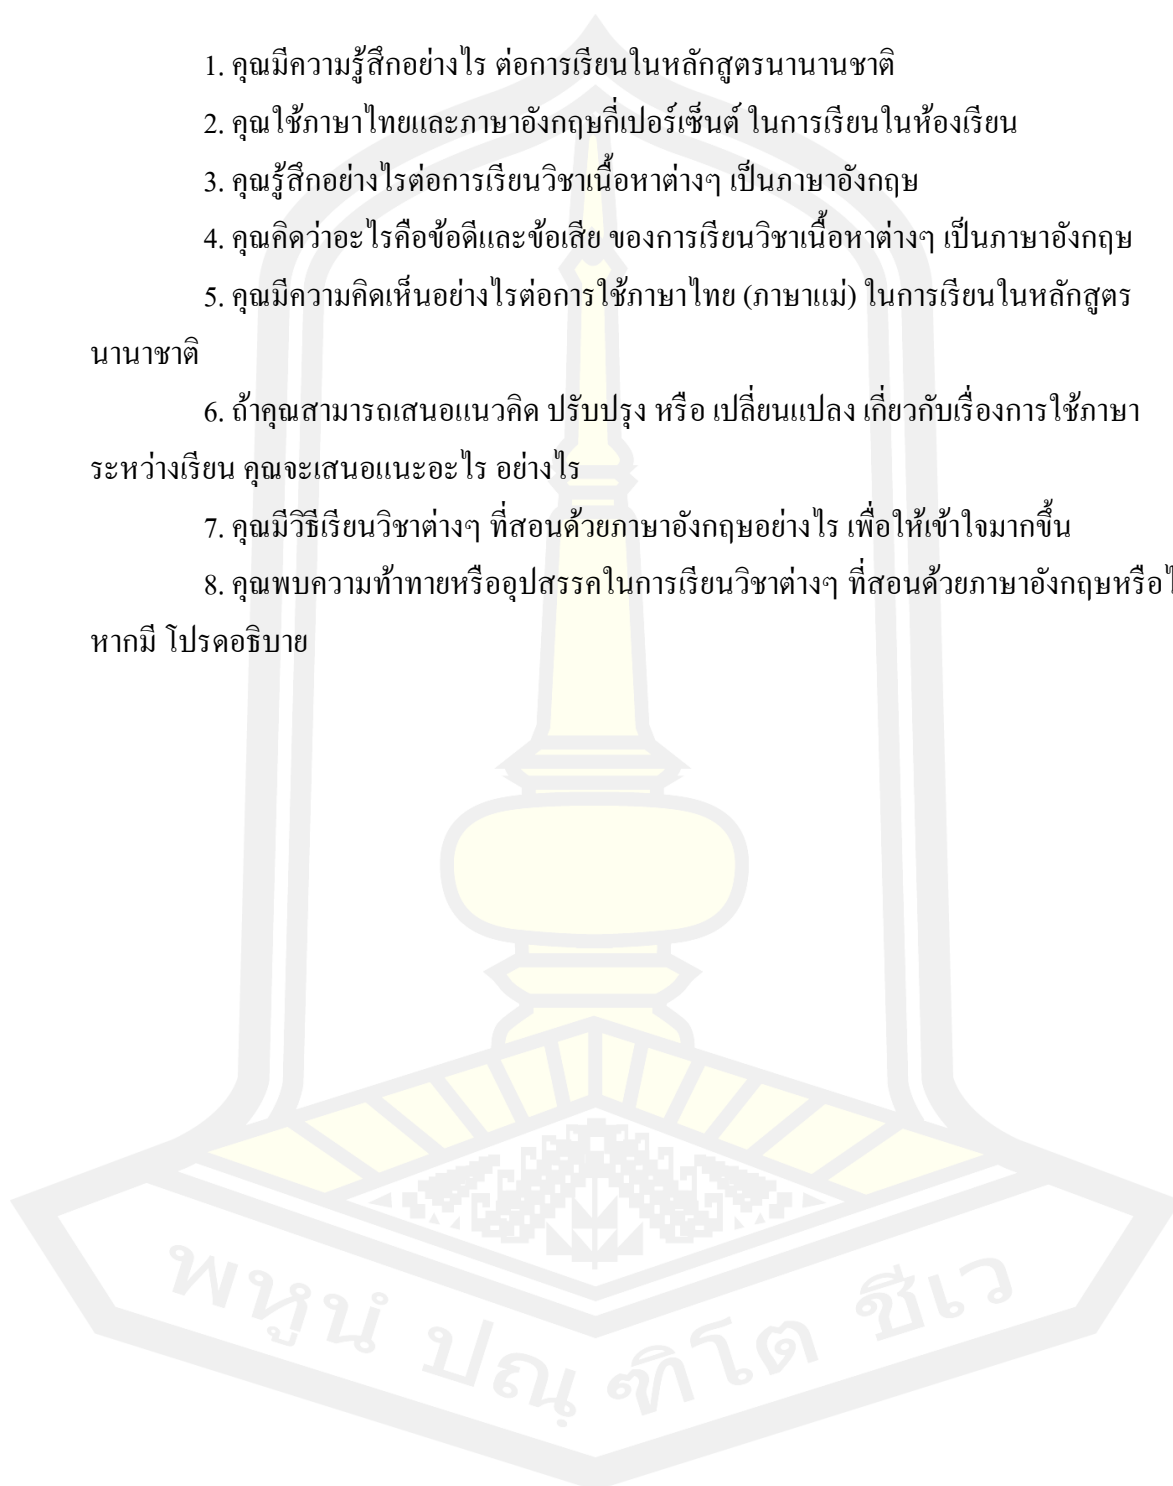 1. คุณมีความรู้สึกอย่างไร ต่อการเรียนในหลักสูตรนานานชาติ
2. คุณใช้ภาษาไทยและภาษาอังกฤษกี่เปอร์เซ็นต์ ในการเรียนในห้องเรียน
3. คุณรู้สึกอย่างไรต่อการเรียนวิชาเนื้อหาต่างๆ เป็นภาษาอังกฤษ
4. คุณคิดว่าอะไรคือข้อดีและข้อเสีย ของการเรียนวิชาเนื้อหาต่างๆ เป็นภาษาอังกฤษ
5. คุณมีความคิดเห็นอย่างไรต่อการใช้ภาษาไทย (ภาษาแม่) ในการเรียนในหลักสูตร
นานาชาติ
6. ถ้าคุณสามารถเสนอแนวคิด ปรับปรุง หรือ เปลี่ยนแปลง เกี่ยวกับเรื่องการใช้ภาษา
ระหว่างเรียน คุณจะเสนอแนะอะไร อย่างไร
7. คุณมีวิธีเรียนวิชาต่างๆ ที่สอนด้วยภาษาอังกฤษอย่างไร เพื่อให้เข้าใจมากขึ้น
8. คุณพบความท้าทายหรืออุปสรรคในการเรียนวิชาต่างๆ ที่สอนด้วยภาษาอังกฤษหรือ
หากมี โปรดอธิบาย
พหูนํ ปณฺฑิโต ชีเว